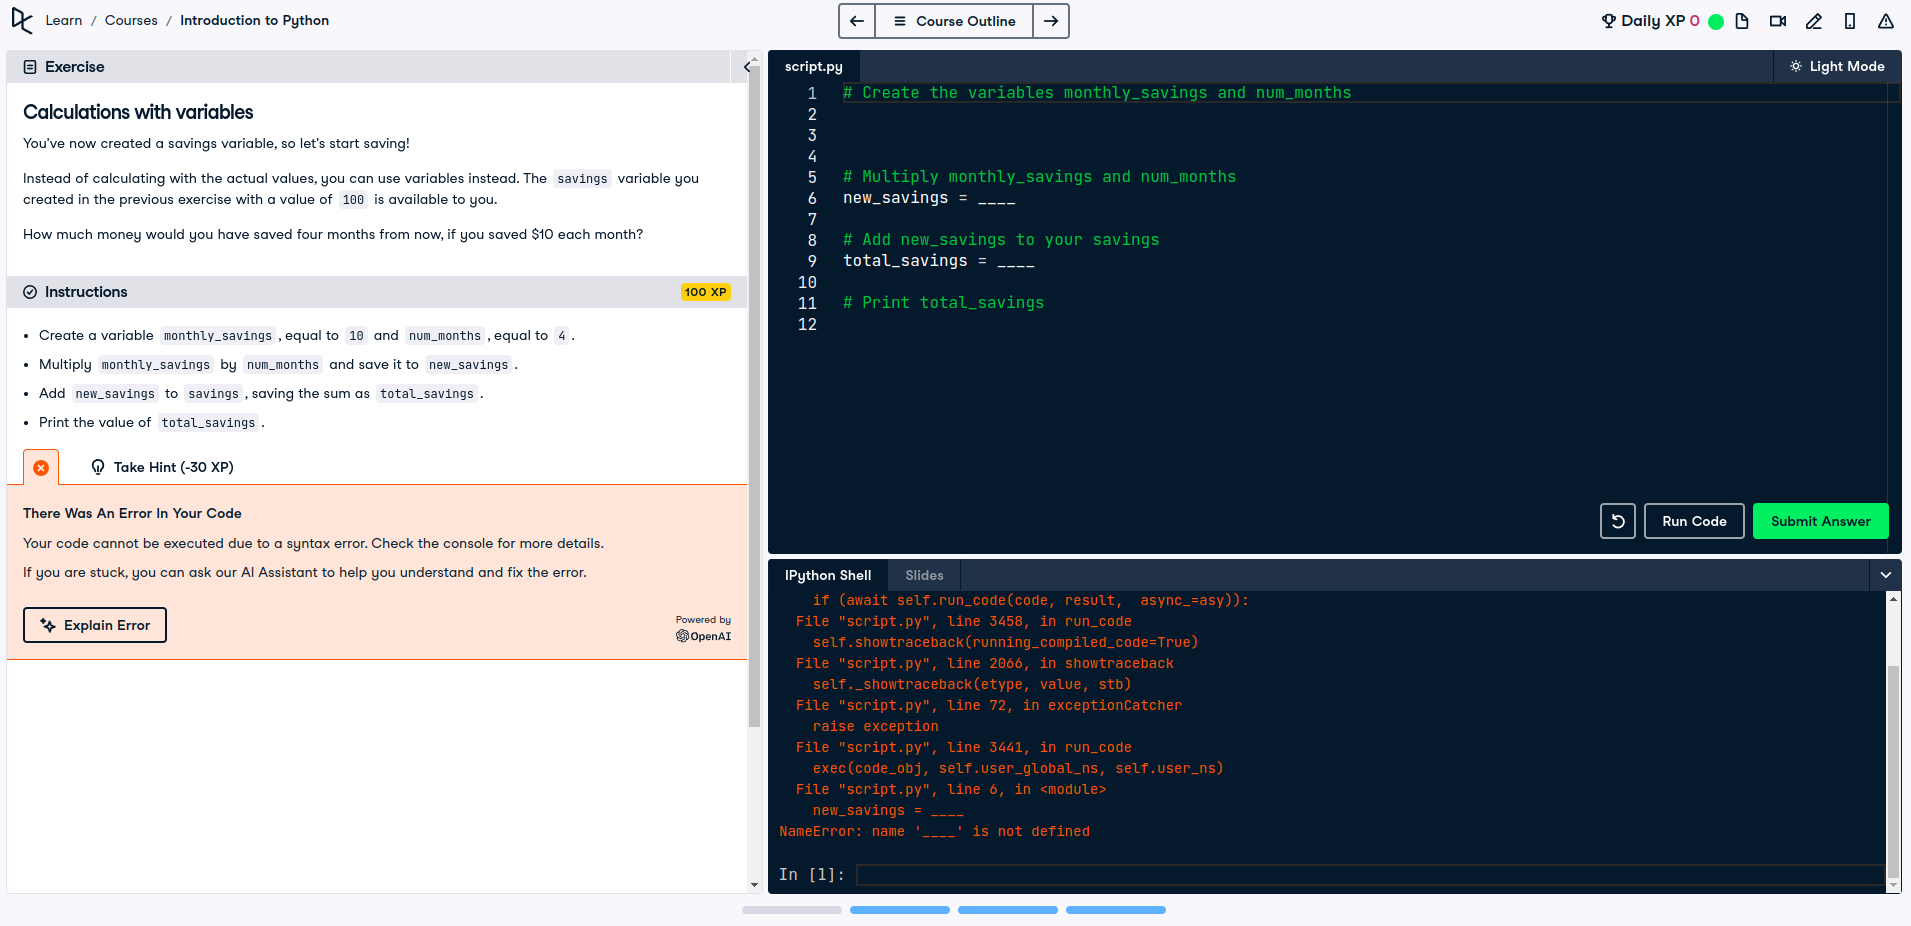 Learn / Courses / Introduction to Python
Course Outline
Daily XP 0
Exercise
Calculations with variables
You've now created a savings variable, so let's start saving!
Instead of calculating with the actual values, you can use variables instead. The savings variable you
created in the previous exercise with a value of 100 is available to you.
How much money would you have saved four months from now, if you saved $10 each month?
Instructions
100 XP
• Create a variable monthly_savings, equal to 10 and num_months, equal to 4.
• Multiply monthly_savings by num_months and save it to new_savings.
• Add new_savings to savings, saving the sum as total_savings.
• Print the value of total_savings.
Take Hint (-30 XP)
There Was An Error In Your Code
Your code cannot be executed due to a syntax error. Check the console for more details.
If you are stuck, you can ask our AI Assistant to help you understand and fix the error.
Explain Error
Powered by
OpenAI
script.py
Light Mode
1 # Create the variables monthly_savings and num_months
2
3
4
5 # Multiply monthly_savings and num_months
6 new_savings = ____
7
8 # Add new_savings to your savings
9 total_savings = ____
10
11 # Print total_savings
12
Run Code
Submit Answer
IPython Shell
Slides
if (await self.run_code(code, result,  async_=asy)):
File "script.py", line 3458, in run_code
self.showtraceback(running_compiled_code=True)
File "script.py", line 2066, in showtraceback
self._showtraceback(etype, value, stb)
File "script.py", line 72, in exceptionCatcher
raise exception
File "script.py", line 3441, in run_code
exec(code_obj, self.user_global_ns, self.user_ns)
File "script.py", line 6, in <module>
new_savings = ____
NameError: name '____' is not defined
In [1]: